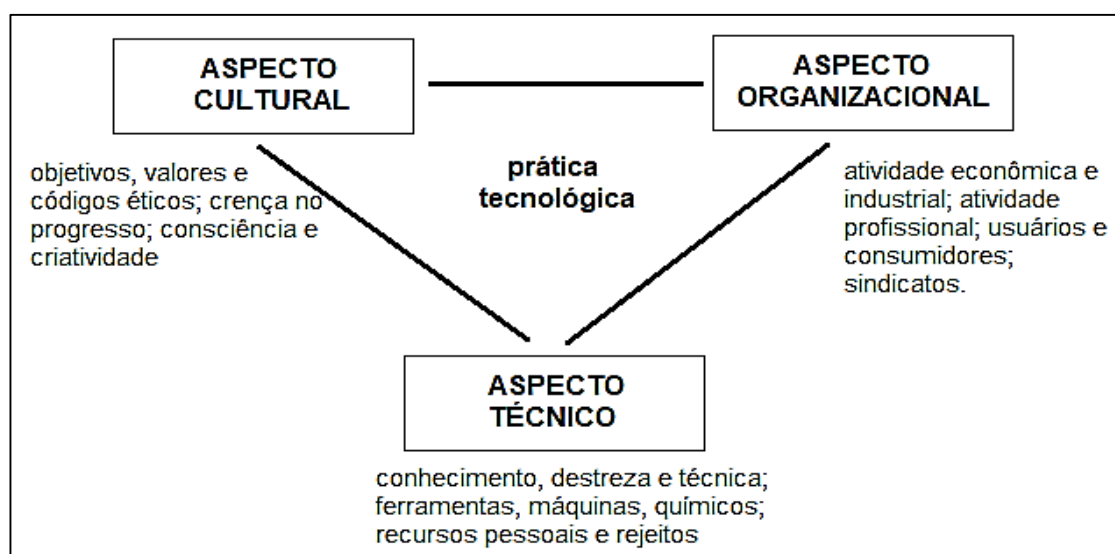 ASPECTO
CULTURAL
objetivos, valores e
códigos éticos; crença no
progresso; consciência e
criatividade
prática
tecnológica
ASPECTO
ORGANIZACIONAL
atividade econômica e
industrial; atividade
profissional; usuários e
consumidores;
sindicatos.
ASPECTO
TÉCNICO
conhecimento, destreza e técnica;
ferramentas, máquinas, químicos;
recursos pessoais e rejeitos